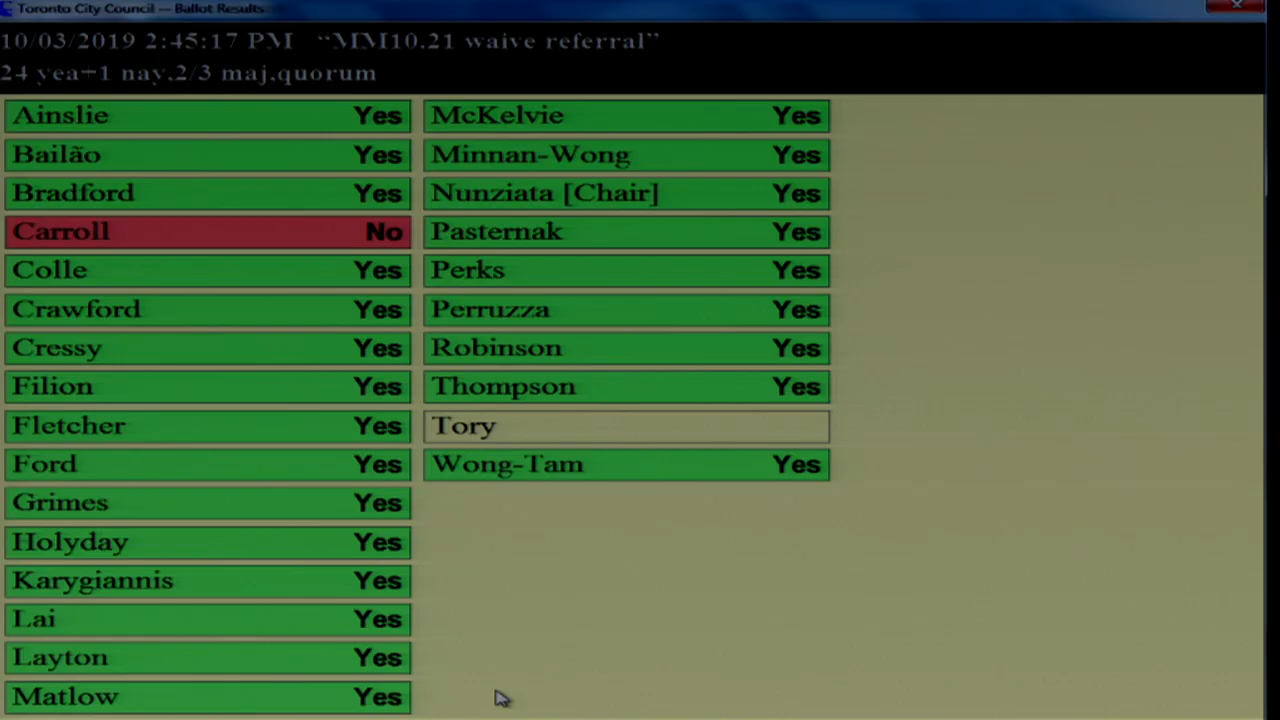 Toronto City Council — Ballot Results
10/03/2019 2:45:17 PM “MM10.21 waive referral”
24 yea+1 nay,2/3 maj,quorum
Ainslie Yes
Bailão Yes
Bradford Yes
Carroll No
Colle Yes
Crawford Yes
Cressy Yes
Filion Yes
Fletcher Yes
Ford Yes
Grimes Yes
Holyday Yes
Karygiannis Yes
Lai Yes
Layton Yes
Matlow Yes
McKelvie Yes
Minnan-Wong Yes
Nunziata [Chair] Yes
Pasternak Yes
Perks Yes
Perruzza Yes
Robinson Yes
Thompson Yes
Tory
Wong-Tam Yes